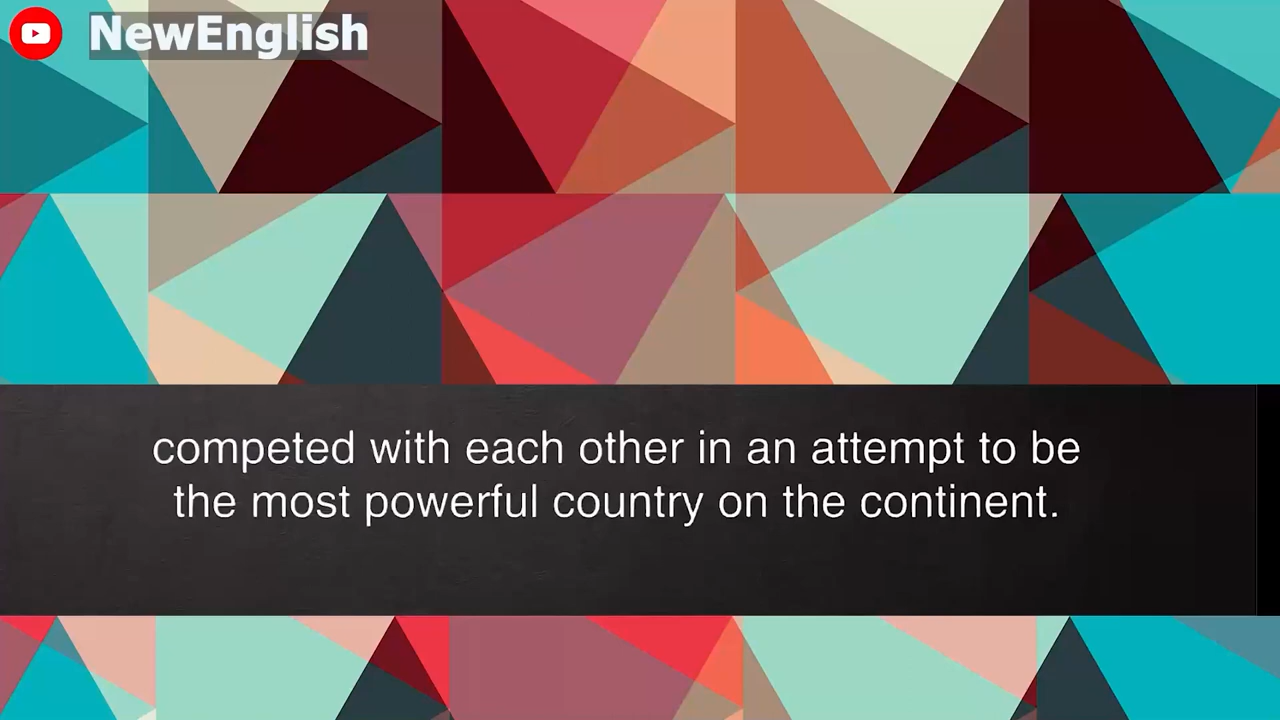 NewEnglish
competed with each other in an attempt to be
the most powerful country on the continent.